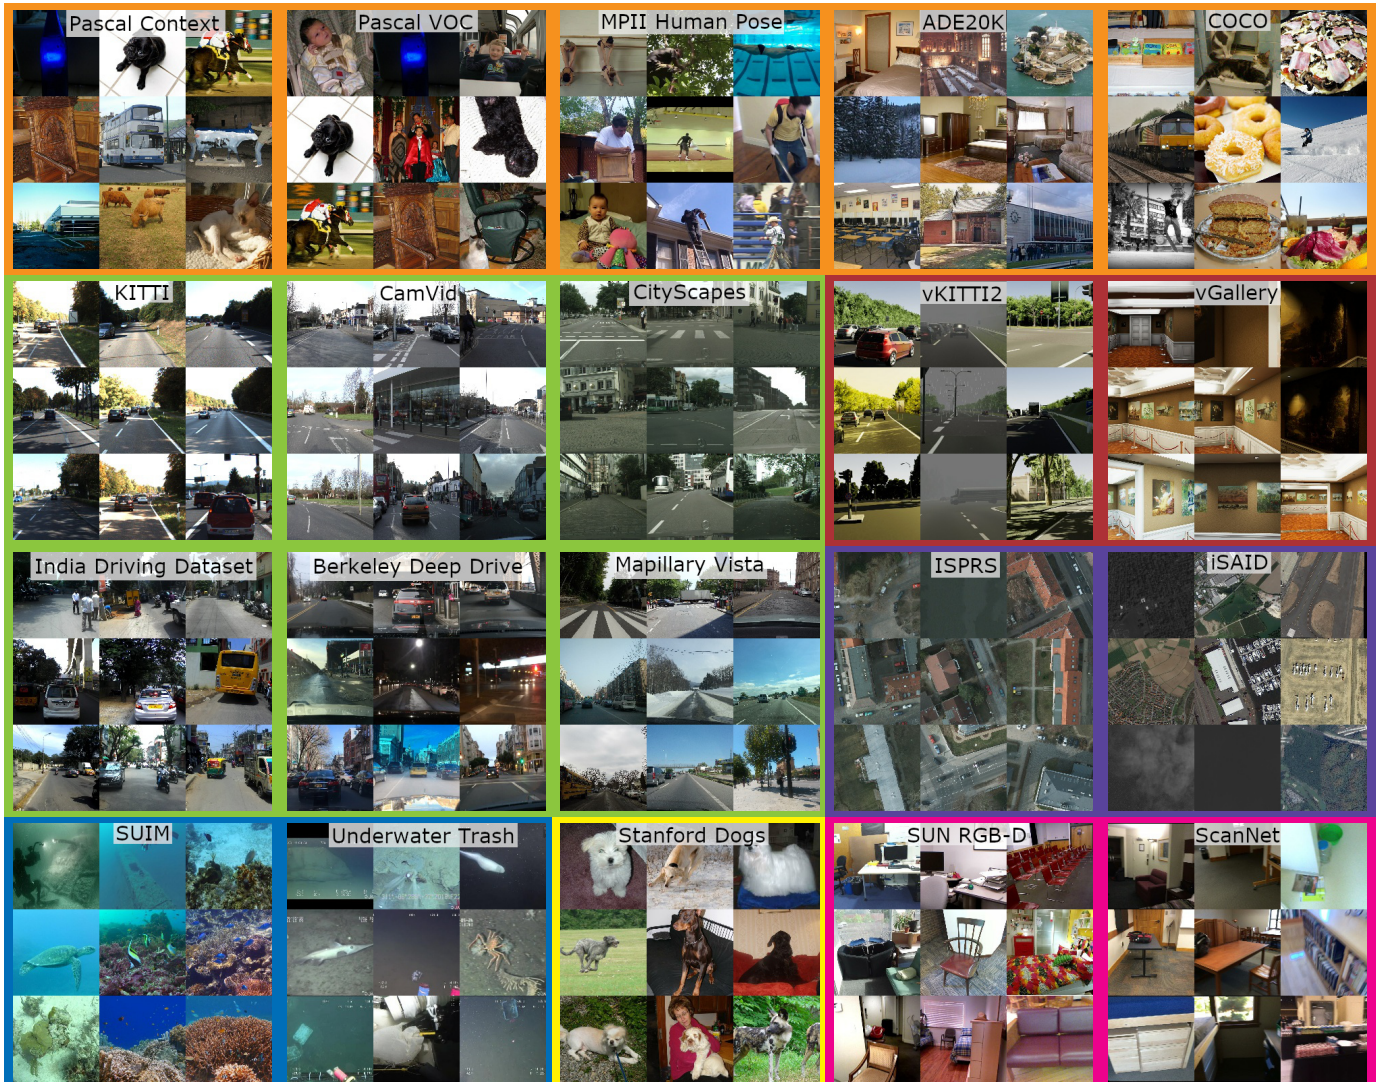 Pascal Context
Pascal VOC
MPII Human Pose
ADE20K
COCO
KITTI
CamVid
CityScapes
vKITTI2
vGallery
India Driving Dataset
Berkeley Deep Drive
Mapillary Vista
ISPRS
iSAID
SUIM
Underwater Trash
Stanford Dogs
SUN RGB-D
ScanNet